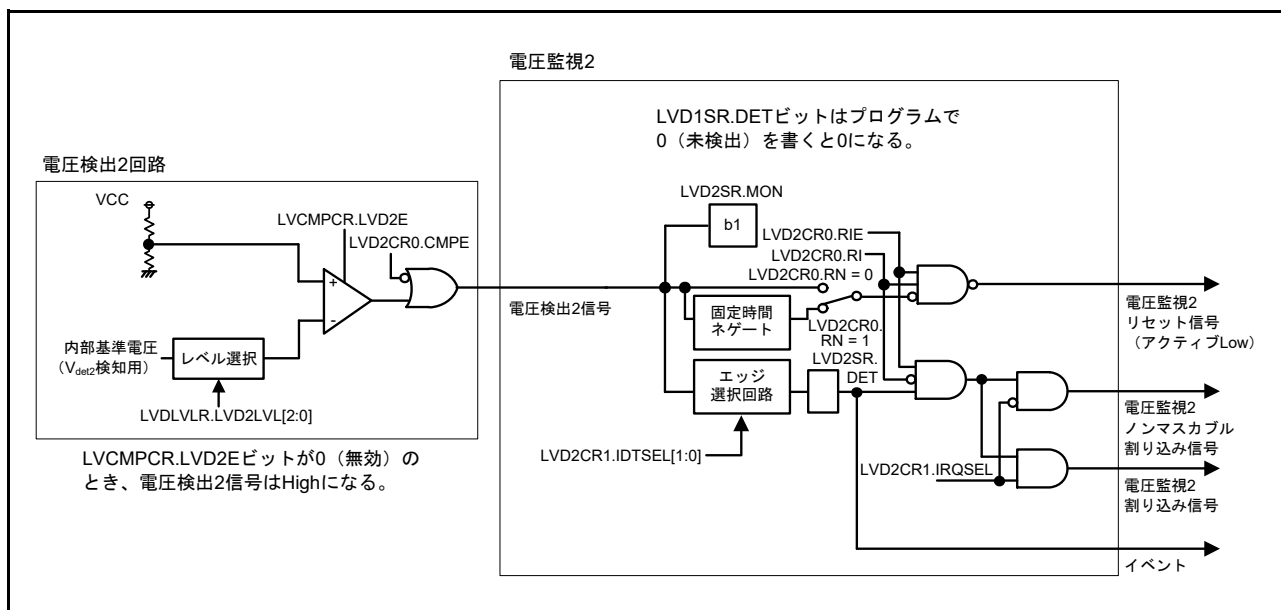 電圧監視2
LVD1SR.DETビットはプログラムで
0（未検出）を書くと0になる。
電圧検出2回路
VCC
LVCMPCR.LVD2E
LVD2CR0.CMPE
+
-
内部基準電圧
（Vdet2検知用）
レベル選択
LVDLVLR.LVD2LVL[2:0]
LVCMPCR.LVD2Eビットが0（無効）の
とき、電圧検出2信号はHighになる。
電圧検出2信号
LVD2SR.MON
b1
LVD2CR0.RIE
LVD2CR0.RI
LVD2CR0.RN = 0
固定時間
ネゲート
LVD2CR0.
RN = 1
LVD2SR.
DET
エッジ
選択回路
LVD2CR1.IDTSEL[1:0]
LVD2CR1.IRQSEL
電圧監視2
リセット信号
（アクティブLow）
電圧監視2
ノンマスカブル
割り込み信号
電圧監視2
割り込み信号
イベント